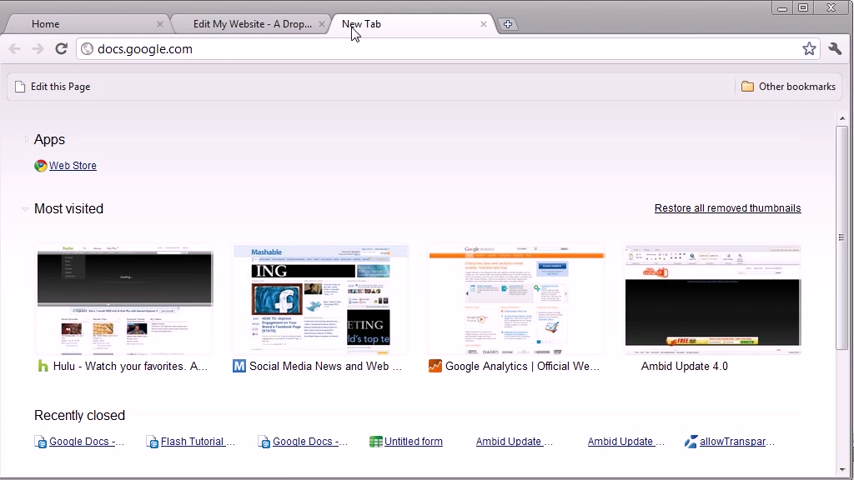 Home
Edit My Website - A Drop...
New Tab
docs.google.com
Edit this Page
Other bookmarks
Apps
Web Store
Most visited
Restore all removed thumbnails
Mashable
ING
Hulu - Watch your favorites. A...
Social Media News and Web ...
Google Analytics | Official We...
Ambid Update 4.0
Recently closed
Google Docs -...
Flash Tutorial ...
Google Docs -...
Untitled form
Ambid Update ...
Ambid Update ...
allowTranspar...